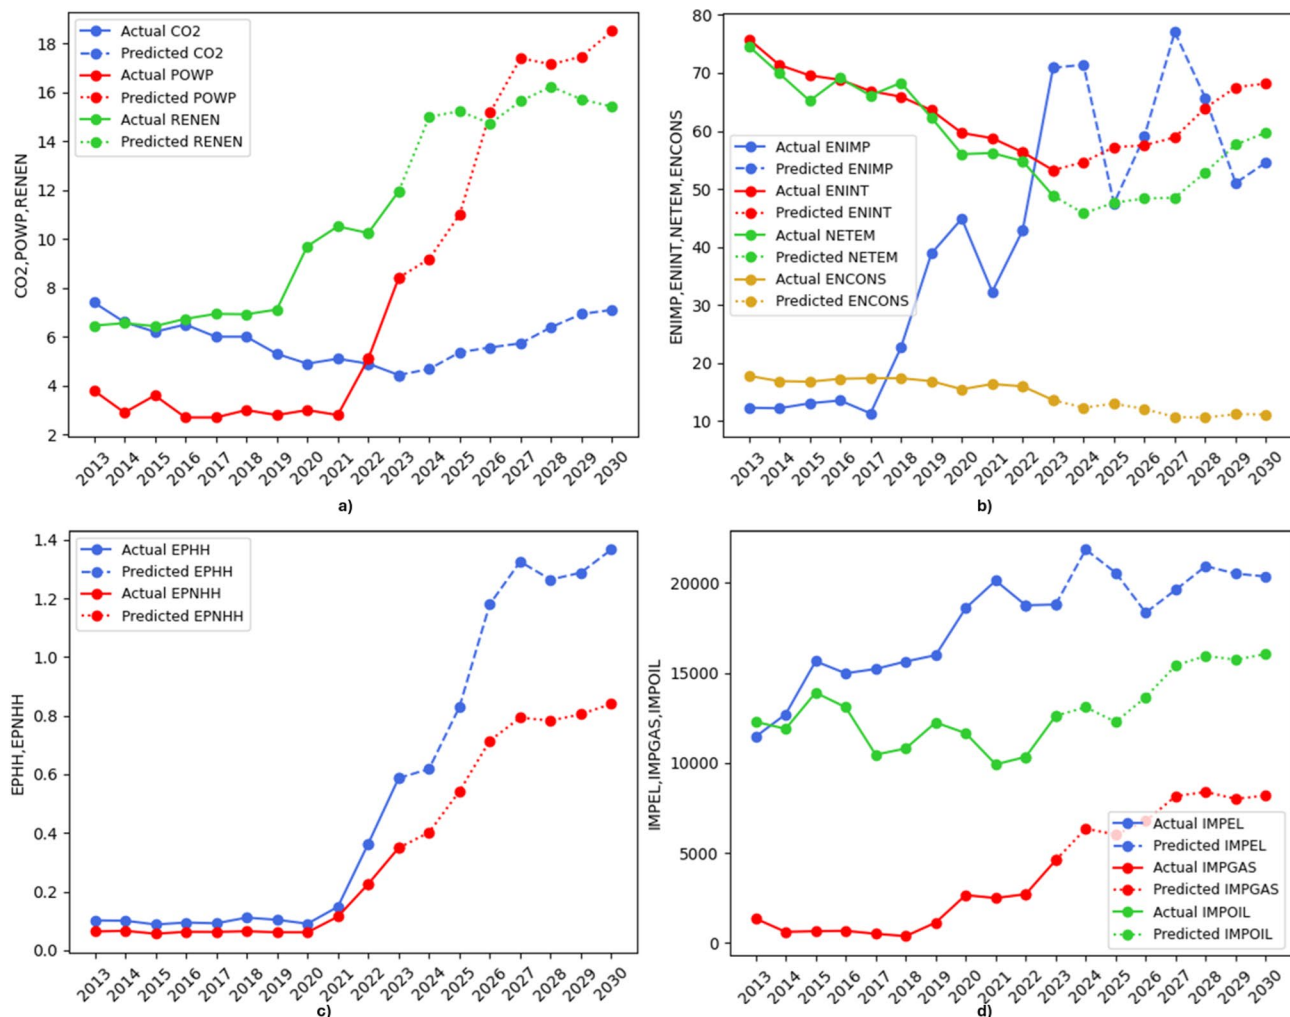 Actual CO2
Predicted CO2
Actual POWP
Predicted POWP
Actual RENEN
Predicted RENEN
CO2,POWP,RENEN
18
16
14
12
10
8
6
4
2
2013 2014 2015 2016 2017 2018 2019 2020 2021 2022 2023 2024 2025 2026 2027 2028 2029 2030
a)
Actual ENIMP
Predicted ENIMP
Actual ENINT
Predicted ENINT
Actual NETEM
Predicted NETEM
Actual ENCONS
Predicted ENCONS
ENIMP,ENINT,NETEM,ENCONS
80
70
60
50
40
30
20
10
2013 2014 2015 2016 2017 2018 2019 2020 2021 2022 2023 2024 2025 2026 2027 2028 2029 2030
b)
Actual EPHH
Predicted EPHH
Actual EPNHH
Predicted EPNHH
EPHH,EPNHH
1.4
1.2
1.0
0.8
0.6
0.4
0.2
0.0
2013 2014 2015 2016 2017 2018 2019 2020 2021 2022 2023 2024 2025 2026 2027 2028 2029 2030
c)
IMPEL,IMPGAS,IMPOIL
20000
15000
10000
5000
0
Actual IMPEL
Predicted IMPEL
Actual IMPGAS
Predicted IMPGAS
Actual IMPOIL
Predicted IMPOIL
2013 2014 2015 2016 2017 2018 2019 2020 2021 2022 2023 2024 2025 2026 2027 2028 2029 2030
d)